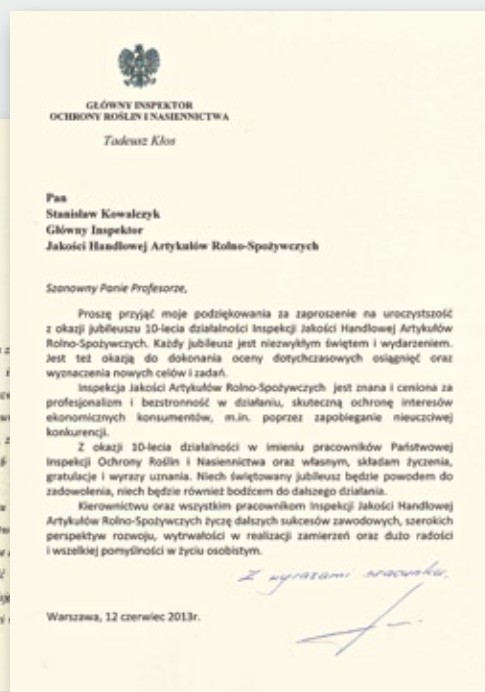 GŁÓWNY INSPEKTOR
OCHRONY ROŚLIN I NASIENNICTWA
Tadeusz Kłos
Pan
Stanisław Kowalczyk
Główny Inspektor
Jakości Handlowej Artykułów Rolno-Spożywczych
Szanowny Panie Profesorze,
Proszę przyjąć moje podziękowania za zaproszenie na uroczystość
z okazji jubileuszu 10-lecia działalności Inspekcji Jakości Handlowej Artykułów
Rolno-Spożywczych. Każdy jubileusz jest niezwykłym świętem i wydarzeniem.
Jest też okazją do dokonania oceny dotychczasowych osiągnięć oraz
wyznaczenia nowych celów i zadań.
Inspekcja Jakości Artykułów Rolno-Spożywczych jest znana i ceniona za
profesjonalizm i bezstronność w działaniu, skuteczną ochronę interesów
ekonomicznych konsumentów, m.in. poprzez zapobieganie nieuczciwej
konkurencji.
Z okazji 10-lecia działalności w imieniu pracowników Państwowej
Inspekcji Ochrony Roślin i Nasiennictwa oraz własnym, składam życzenia,
gratulacje i wyrazy uznania. Niech świętowany jubileusz będzie powodem do
zadowolenia, niech będzie również bodźcem do dalszego działania.
Kierownictwu oraz wszystkim pracownikom Inspekcji Jakości Handlowej
Artykułów Rolno-Spożywczych życzę dalszych sukcesów zawodowych, szerokich
perspektyw rozwoju, wytrwałości w realizacji zamierzeń oraz dużo radości
i wszelkiej pomyślności w życiu osobistym.
Z wyrazami szacunku,
Warszawa, 12 czerwiec 2013r.